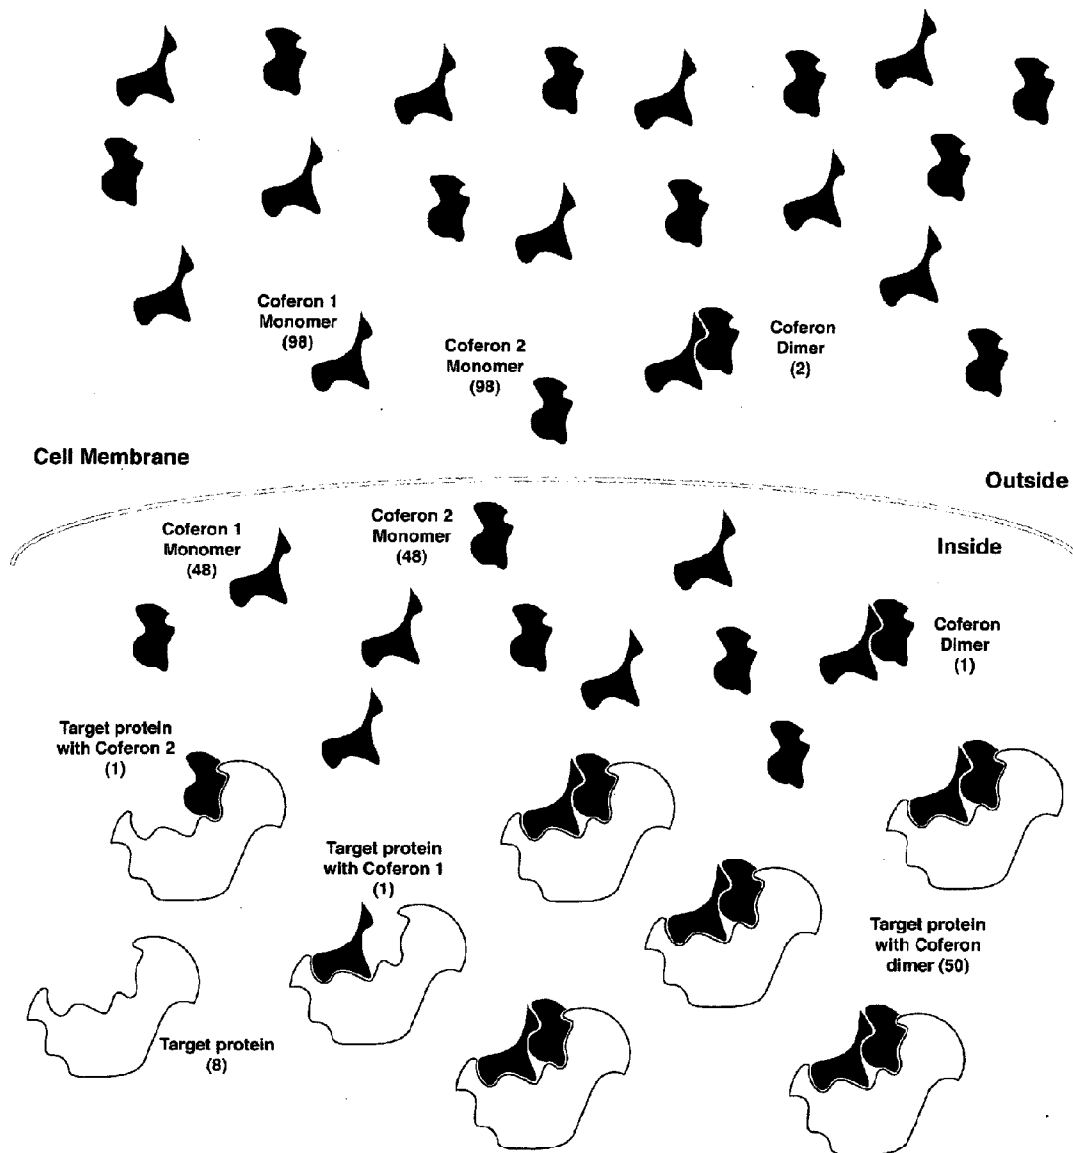 Coferon 1
Monomer
(98)
Coferon 2
Monomer
(98)
Coferon
Dimer
(2)
Cell Membrane
Outside
Coferon 1
Monomer
(48)
Coferon 2
Monomer
(48)
Inside
Coferon
Dimer
(1)
Target protein
with Coferon 2
(1)
Target protein
with Coferon 1
(1)
Target protein
with Coferon
dimer (50)
Target protein
(8)